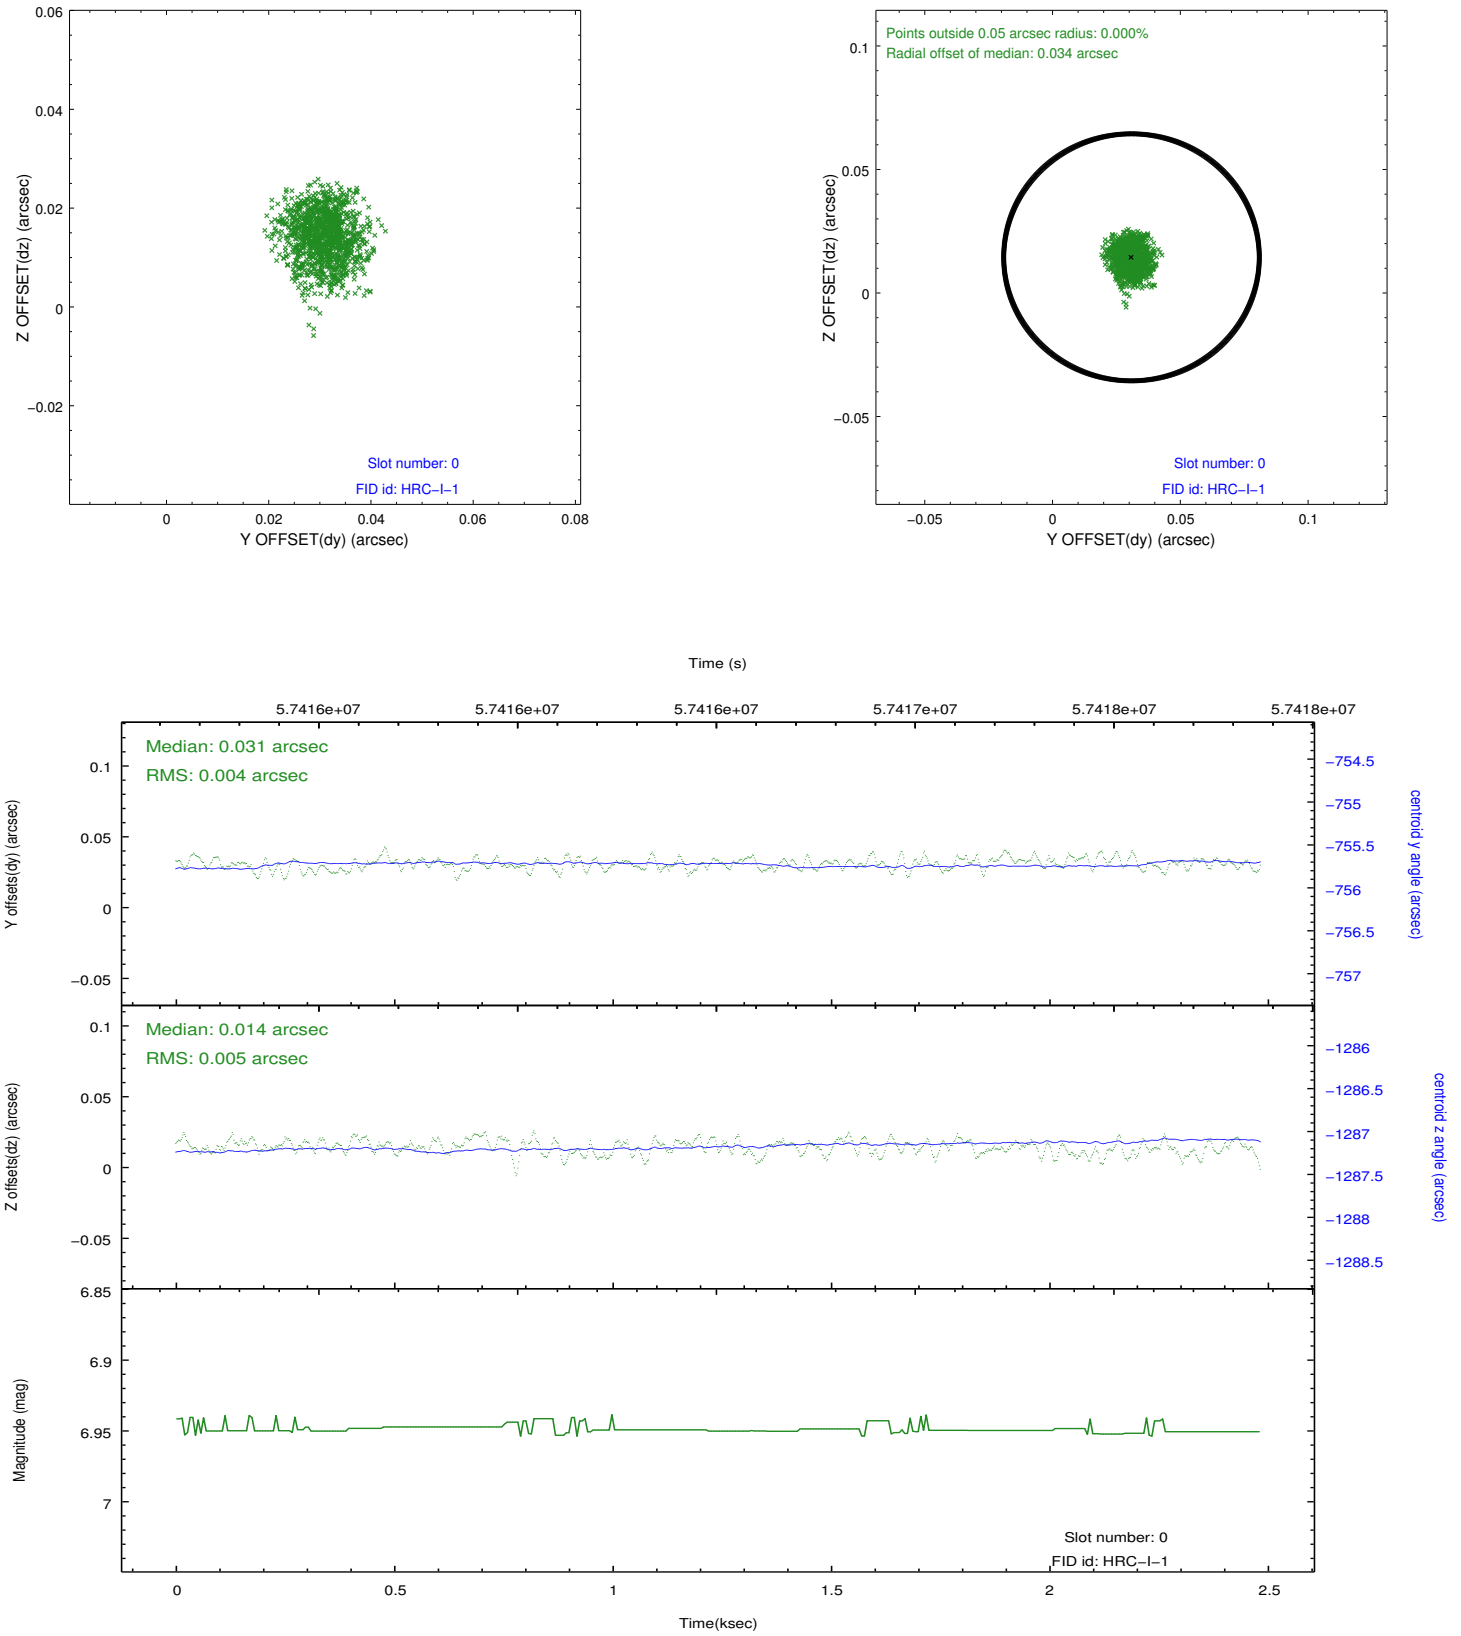 0.06
0.04
0.02
0
−0.02
Z OFFSET(dz) (arcsec)
Slot number: 0
FID id: HRC−I−1
0
0.02
0.04
0.06
0.08
Y OFFSET(dy) (arcsec)
Points outside 0.05 arcsec radius: 0.000%
Radial offset of median: 0.034 arcsec
0.1
0.05
0
−0.05
Z OFFSET(dz) (arcsec)
Slot number: 0
FID id: HRC−I−1
−0.05
0
0.05
0.1
Y OFFSET(dy) (arcsec)
Time (s)
5.7416e+07
5.7416e+07
5.7416e+07
5.7417e+07
5.7418e+07
5.7418e+07
Median: 0.031 arcsec
RMS: 0.004 arcsec
0.1
0.05
0
−0.05
Y offsets(dy) (arcsec)
−754.5
−755
−755.5
−756
−756.5
−757
centroid y angle (arcsec)
Median: 0.014 arcsec
RMS: 0.005 arcsec
0.1
0.05
0
−0.05
Z offsets(dz) (arcsec)
−1286
−1286.5
−1287
−1287.5
−1288
−1288.5
centroid z angle (arcsec)
6.85
6.9
6.95
7
Magnitude (mag)
Slot number: 0
FID id: HRC−I−1
0
0.5
1
1.5
2
2.5
Time(ksec)